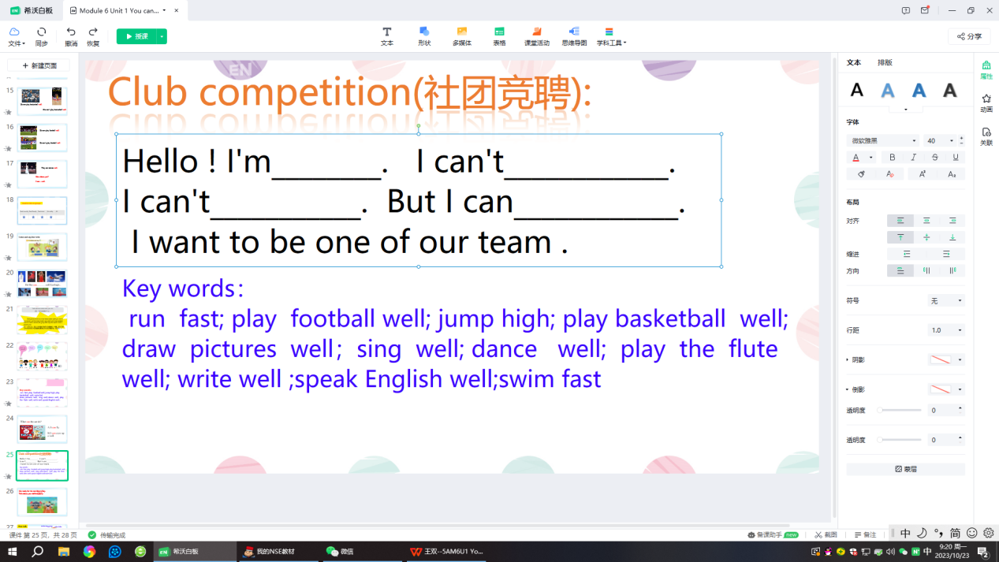 希沃白板
Module 6 Unit 1 You can...
文件
同步
撤消
恢复
授课
文本
形状
多媒体
表格
课堂活动
思维导图
学科工具
分享
新建页面
15
16
17
18
19
20
21
22
23
24
25
26
27
EN
Club competition(社团竞聘):
Hello ! I'm______. I can't_________.
I can't________. But I can_________.
I want to be one of our team .
Key words:
run fast; play football well; jump high; play basketball well;
draw pictures well; sing well; dance well; play the flute
well; write well ;speak English well;swim fast
文本 排版
A A A A
字体
微软雅黑 40
A B I S U
布局
对齐
缩进
方向
符号 无
行距 1.0
阴影
倒影
透明度 0
透明度 0
蒙层
属性
动画
关联
课件 第 25 页, 共 28 页
传输完成
备课助手 new
截图
备注
中 简
希沃白板
我的NSE教材
微信
王双--5AM6U1 Yo...
中
9:20 周一
2023/10/23
2